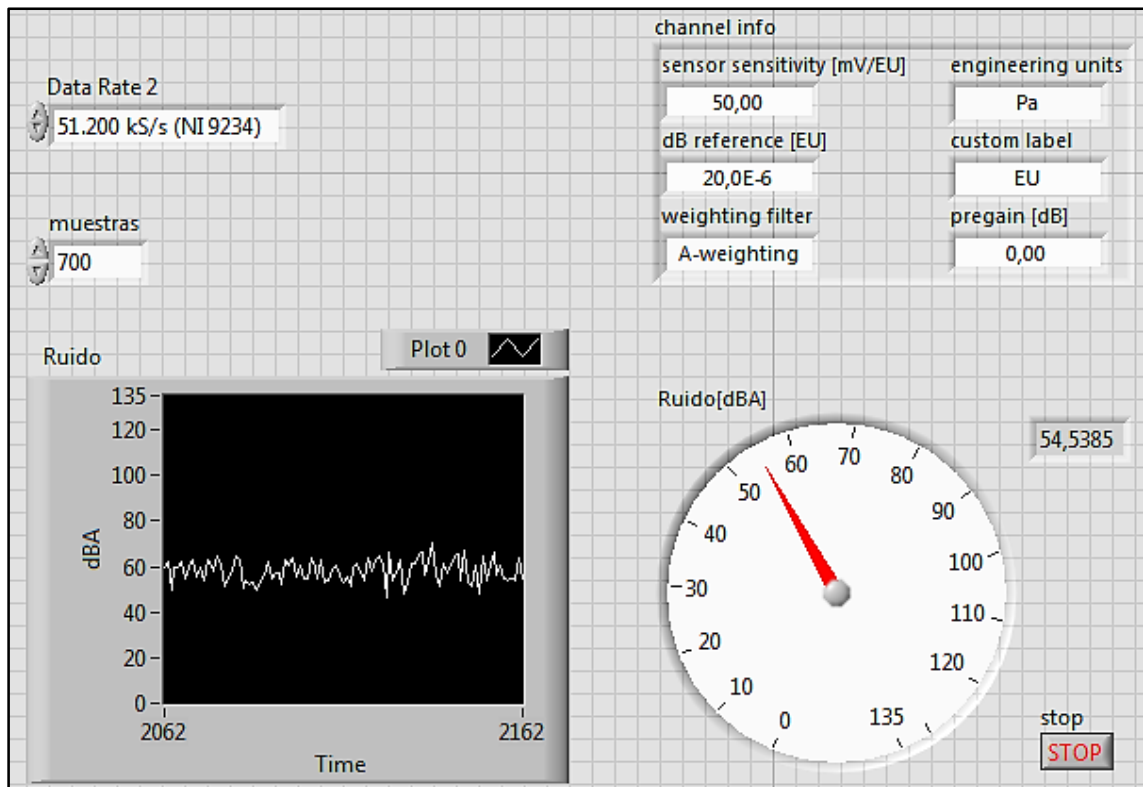 channel info
sensor sensitivity [mV/EU]
engineering units
50,00
Pa
dB reference [EU]
custom label
20,0E-6
EU
weighting filter
pregain [dB]
A-weighting
0,00
Data Rate 2
51.200 kS/s (NI 9234)
muestras
700
Ruido
Plot 0
135
120
100
80
60
40
20
0
dBA
2062
2162
Time
Ruido[dBA]
54,5385
0
10
20
30
40
50
60
70
80
90
100
110
120
135
stop
STOP